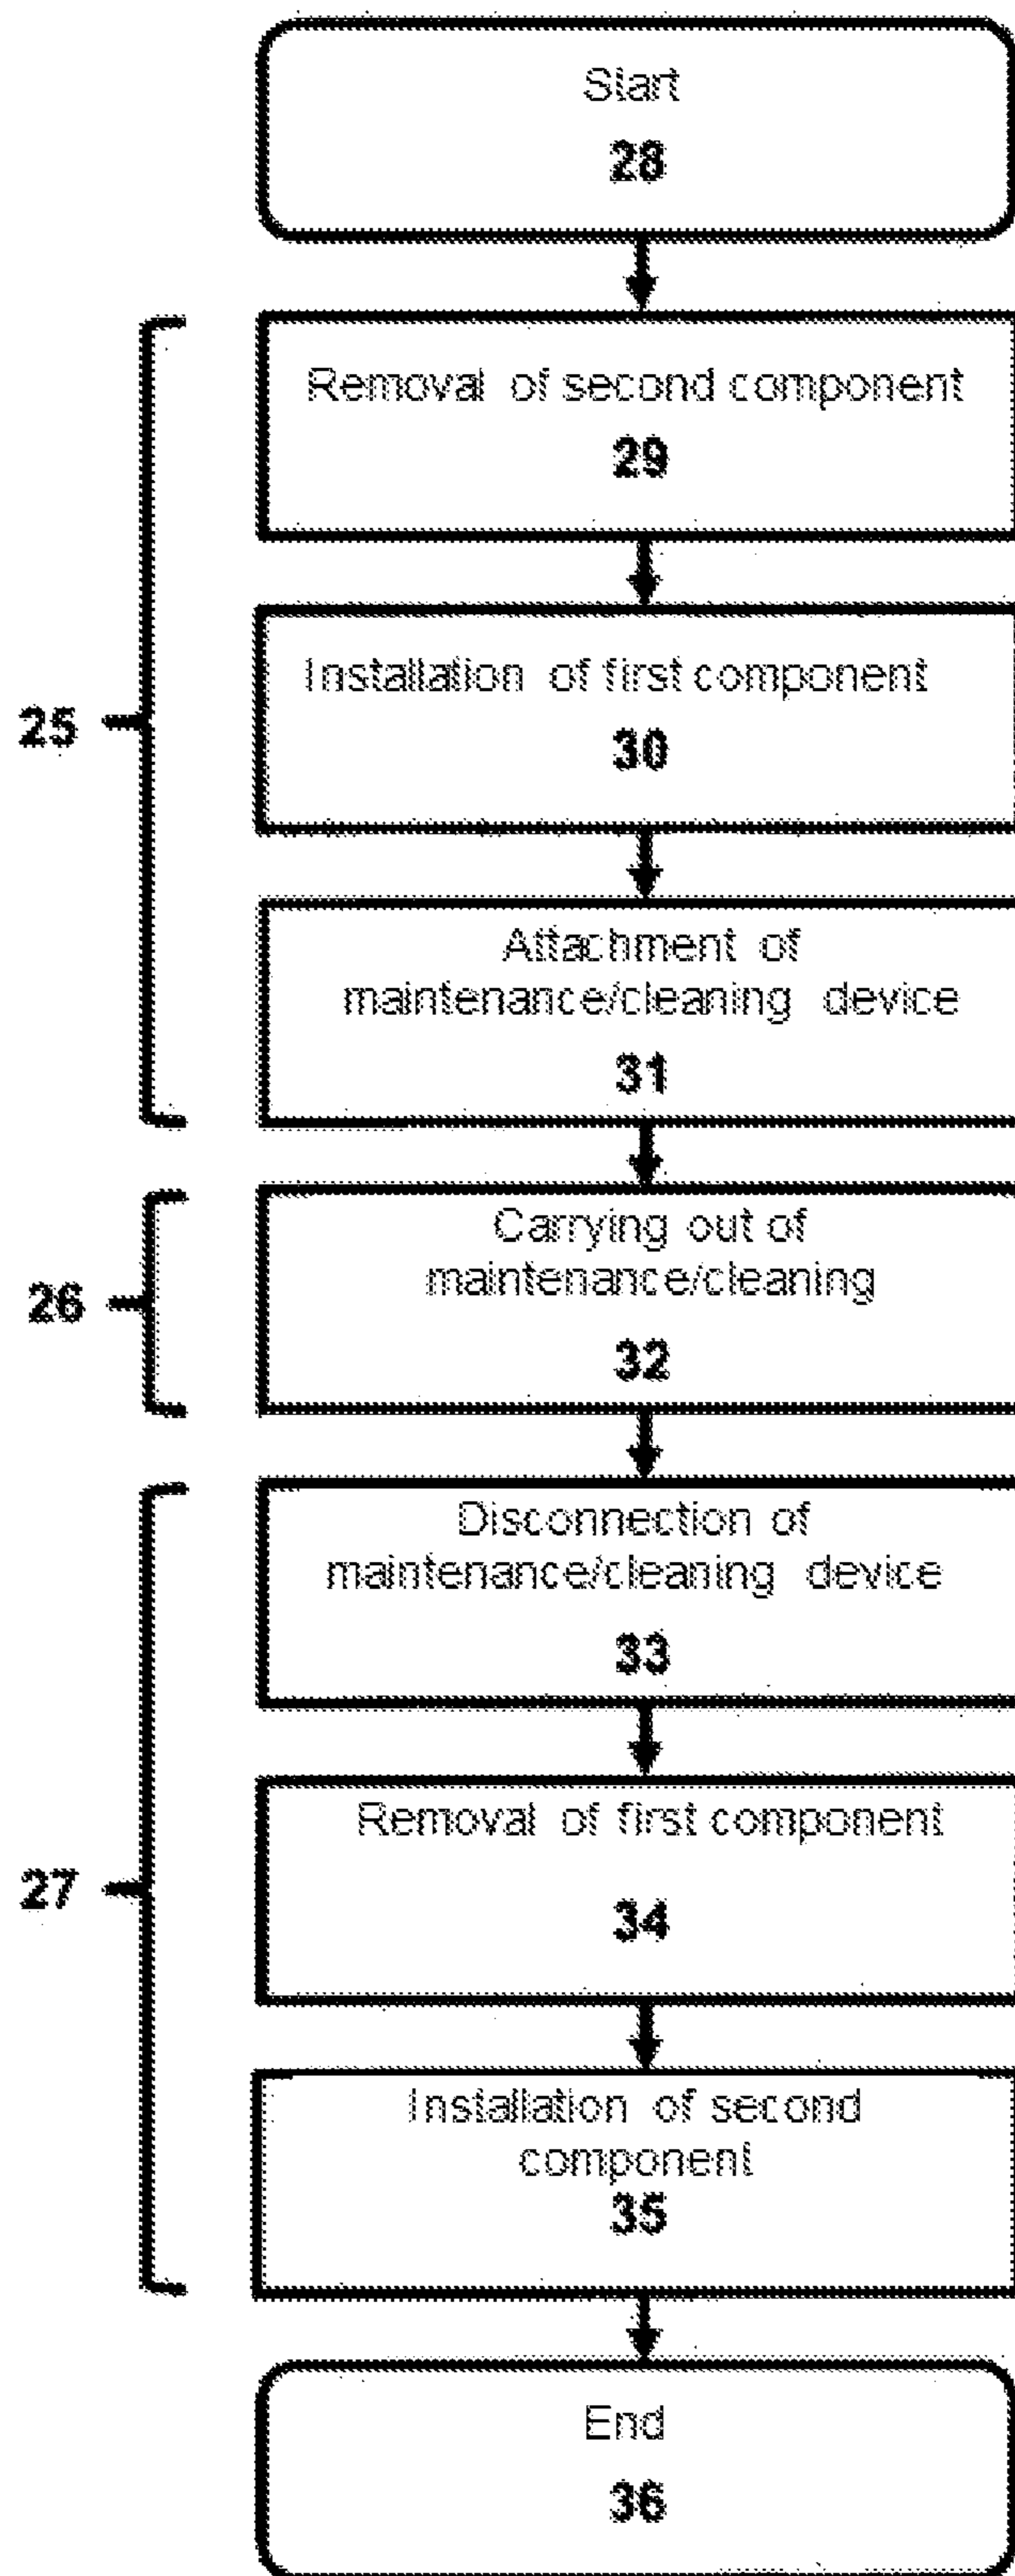 Start
28
Removal of second component
29
Installation of first component
30
25
Attachment of
maintenance/cleaning device
31
Carrying out of
maintenance/cleaning
26
32
Disconnection of
maintenance/cleaning device
33
Removal of first component
27
34
Installation of second
component
35
End
36